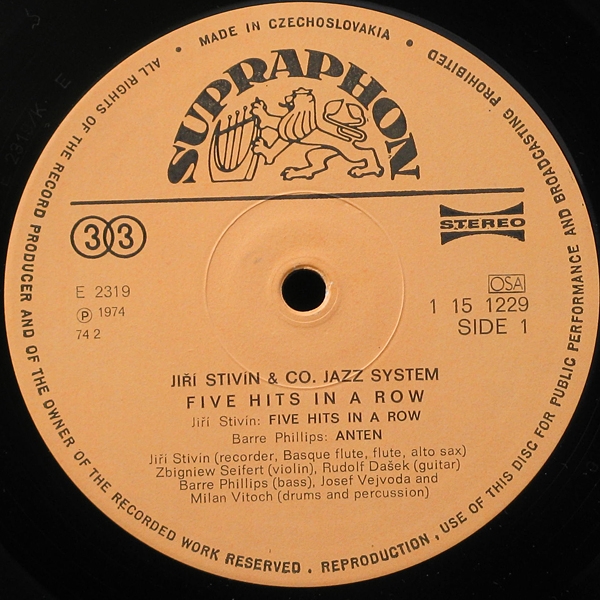 ALL RIGHTS OF THE RECORD PRODUCER AND OF THE OWNER OF THE RECORDED WORK RESERVED . REPRODUCTION, USE OF THIS DISC FOR PUBLIC PERFORMANCE AND BROADCASTING PROHIBITED • MADE IN CZECHOSLOVAKIA •
SUPRAPHON
33
STEREO
E 2319
Ⓟ 1974
74 2
OSA
1 15 1229
SIDE 1
JIŘÍ STIVÍN & CO. JAZZ SYSTEM
FIVE HITS IN A ROW
Jiří Stivín: FIVE HITS IN A ROW
Barre Phillips: ANTEN
Jiří Stivín (recorder, Basque flute, flute, alto sax)
Zbigniew Seifert (violin), Rudolf Dašek (guitar)
Barre Phillips (bass), Josef Vejvoda and
Milan Vitoch (drums and percussion)